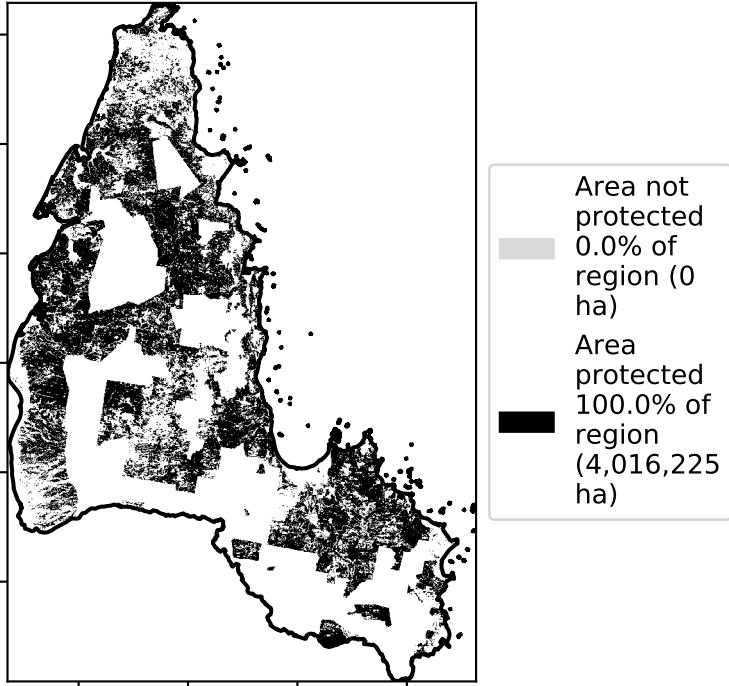 Area not
protected
0.0% of
region (0
ha)
Area
protected
100.0% of
region
(4,016,225
ha)